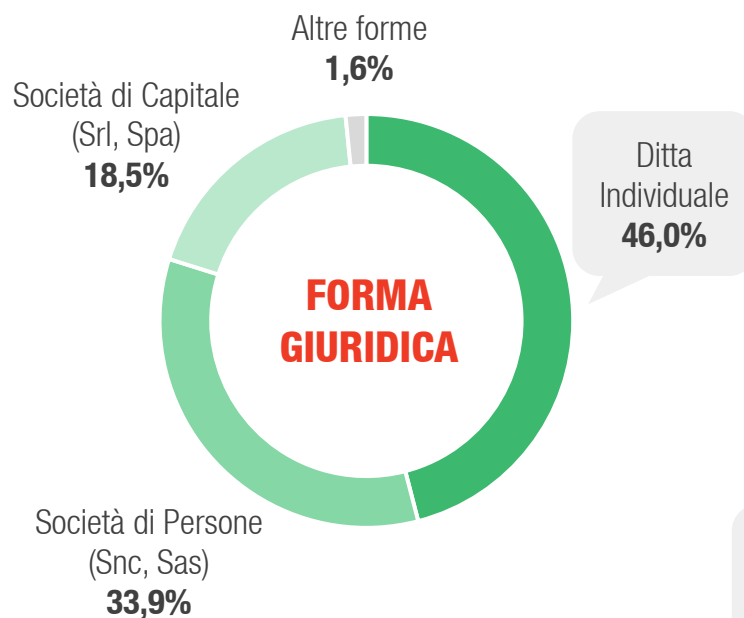 Altre forme
1,6%
Società di Capitale
(Srl, Spa)
18,5%
Ditta
Individuale
46,0%
FORMA
GIURIDICA
Società di Persone
(Snc, Sas)
33,9%